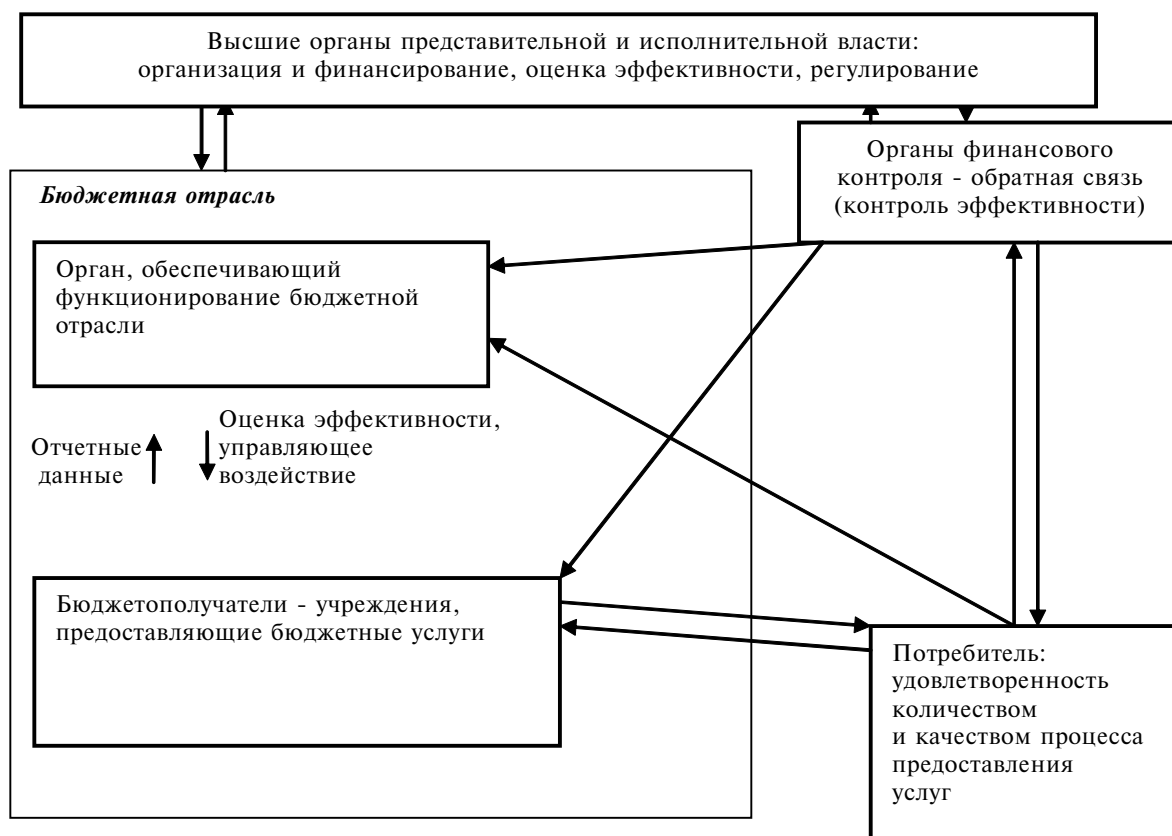 Высшие органы представительной и исполнительной власти:
организация и финансирование, оценка эффективности, регулирование
Органы финансового
контроля - обратная связь
(контроль эффективности)
Бюджетная отрасль
Орган, обеспечивающий
функционирование бюджетной
отрасли
Отчетные
данные
Оценка эффективности,
управляющее
воздействие
Бюджетополучатели - учреждения,
предоставляющие бюджетные услуги
Потребитель:
удовлетворенность
количеством
и качеством процесса
предоставления
услуг